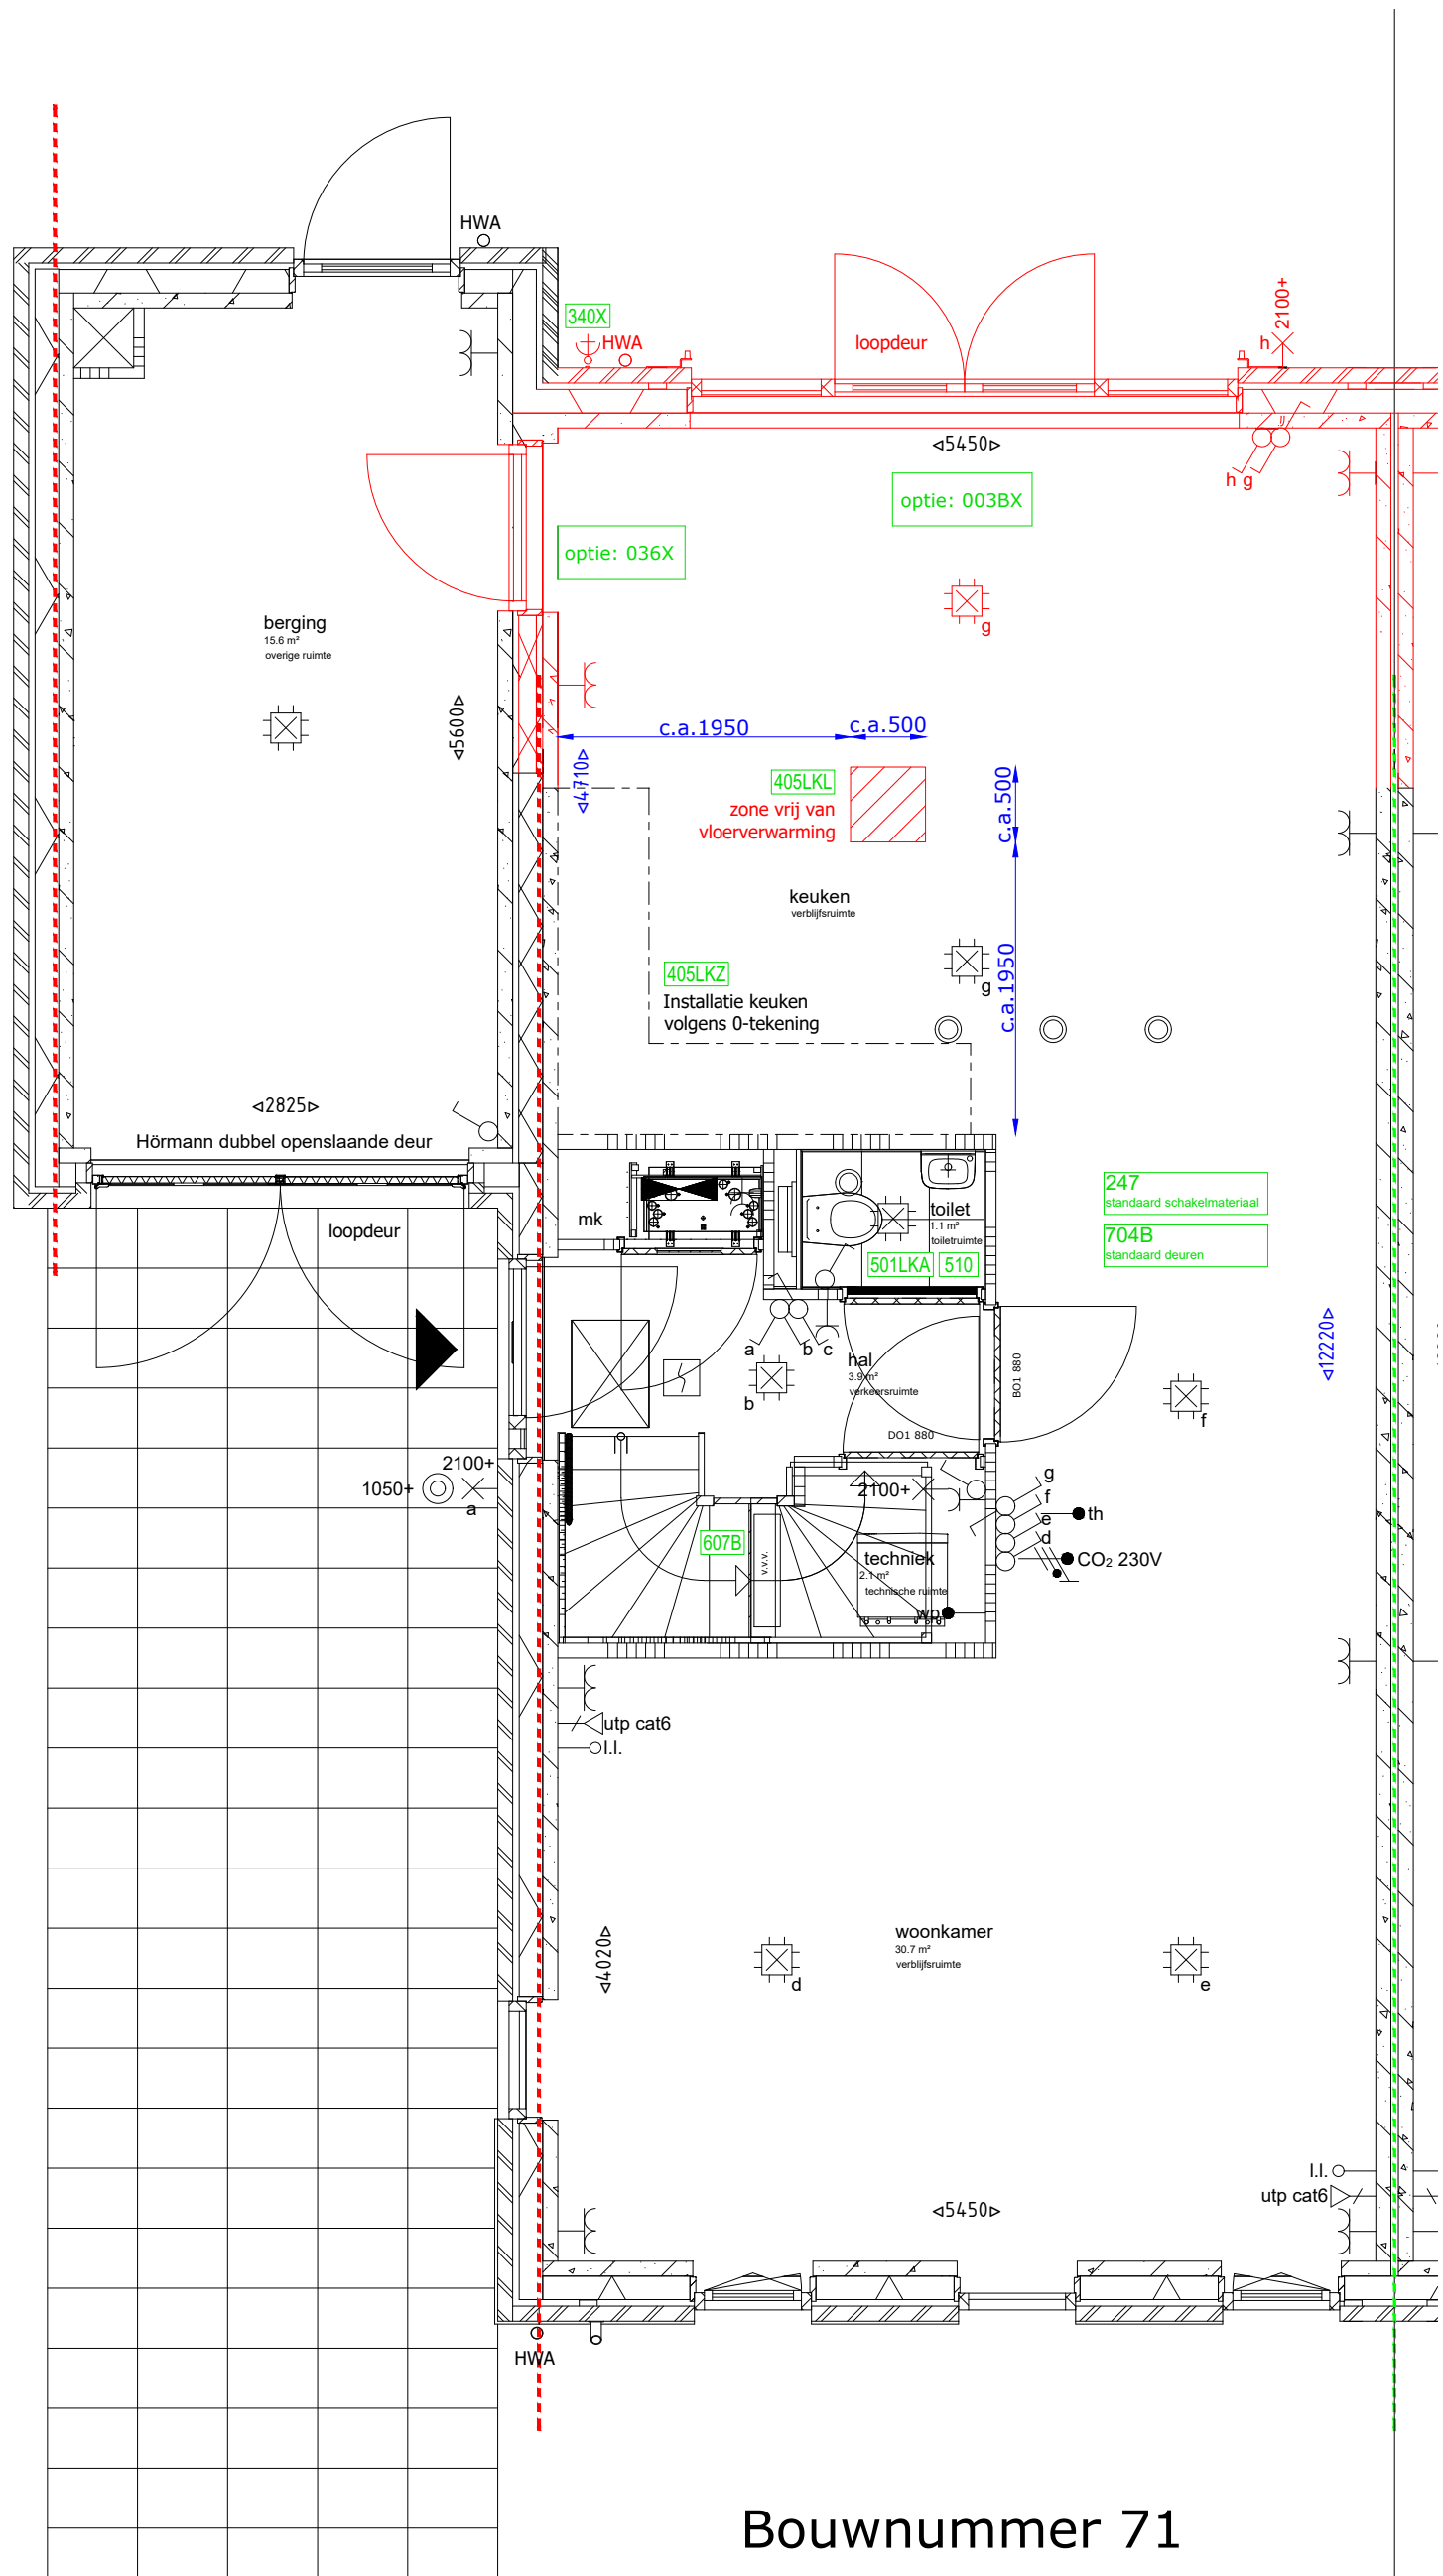 HWA
340X
HWA
loopdeur
h
2100+
◁5450▷
h g
optie: 003BX
optie: 036X
g
berging
15.6 m²
overige ruimte
◁5600▷
c.a.1950
c.a.500
◁4710▷
405LKL
zone vrij van
vloerverwarming
c.a.500
keuken
verblijfsruimte
g
c.a.1950
405LKZ
Installatie keuken
volgens 0-tekening
◁2825▷
Hörmann dubbel openslaande deur
loopdeur
mk
toilet
1.1 m²
toiletruimte
501LKA
510
247
standaard schakelmateriaal
704B
standaard deuren
a
b
c
hal
3.9 m²
verkeersruimte
b
BO1 880
◁12220▷
f
DO1 880
2100+
1050+
a
2100+
g
f
e
d
th
CO₂ 230V
607B
v.v.v.
techniek
2.1 m²
technische ruimte
wp
utp cat6
l.l.
woonkamer
30.7 m²
verblijfsruimte
◁4020▷
d
e
l.l.
utp cat6
◁5450▷
HWA
Bouwnummer 71